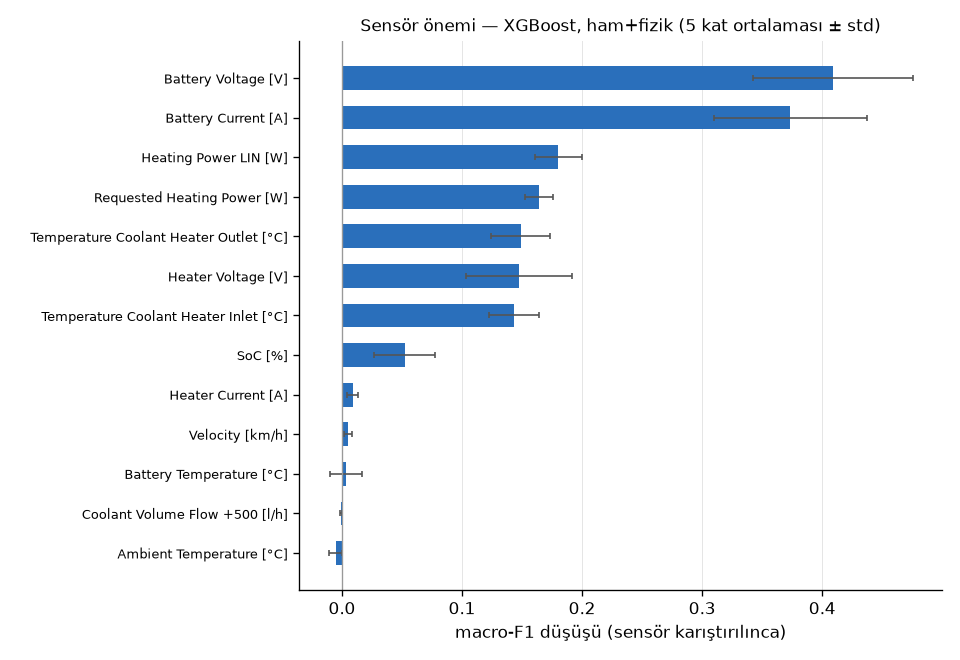 Sensör önemi — XGBoost, ham+fizik (5 kat ortalaması ± std)
Battery Voltage [V]
Battery Current [A]
Heating Power LIN [W]
Requested Heating Power [W]
Temperature Coolant Heater Outlet [°C]
Heater Voltage [V]
Temperature Coolant Heater Inlet [°C]
SoC [%]
Heater Current [A]
Velocity [km/h]
Battery Temperature [°C]
Coolant Volume Flow +500 [l/h]
Ambient Temperature [°C]
0.0 0.1 0.2 0.3 0.4
macro-F1 düşüşü (sensör karıştırılınca)